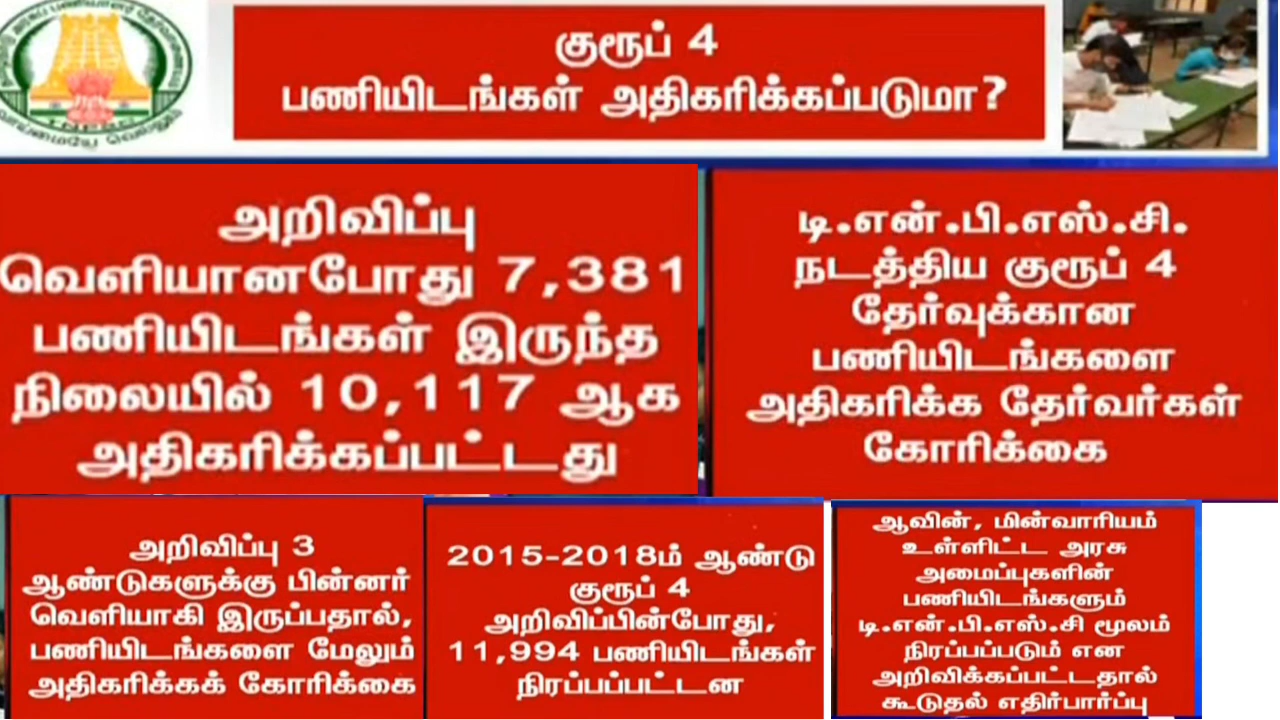 குரூப் 4
பணியிடங்கள் அதிகரிக்கப்படுமா?
அறிவிப்பு
வெளியானபோது 7,381
பணியிடங்கள் இருந்த
நிலையில் 10,117 ஆக
அதிகரிக்கப்பட்டது
டி.என்.பி.எஸ்.சி.
நடத்திய குரூப் 4
தேர்வுக்கான
பணியிடங்களை
அதிகரிக்க தேர்வர்கள்
கோரிக்கை
அறிவிப்பு 3
ஆண்டுகளுக்கு பின்னர்
வெளியாகி இருப்பதால்,
பணியிடங்களை மேலும்
அதிகரிக்கக் கோரிக்கை
2015-2018ம் ஆண்டு
குரூப் 4
அறிவிப்பின்போது,
11,994 பணியிடங்கள்
நிரப்பப்பட்டன
ஆவின், மின்வாரியம்
உள்ளிட்ட அரசு
அமைப்புகளின்
பணியிடங்களும்
டி.என்.பி.எஸ்.சி மூலம்
நிரப்பப்படும் என
அறிவிக்கப்பட்டதால்
கூடுதல் எதிர்பார்ப்பு